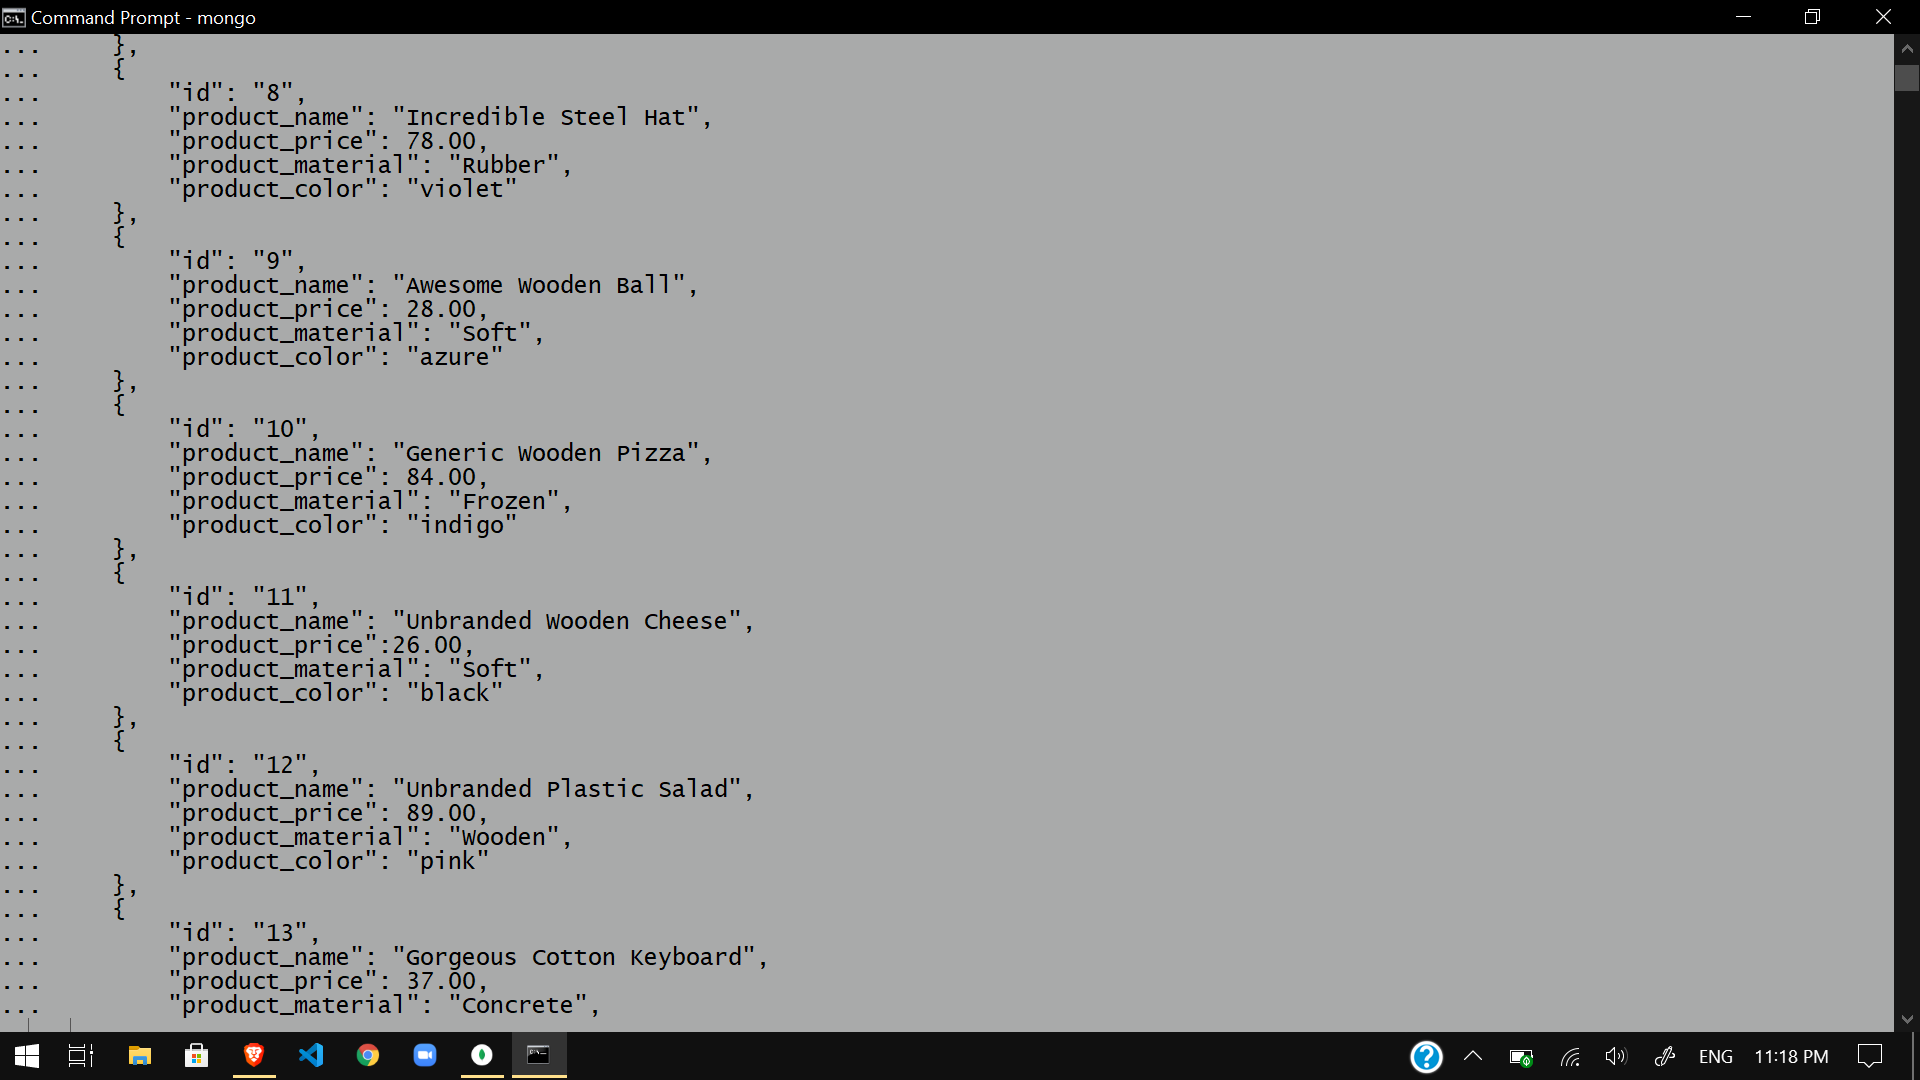 Command Prompt - mongo
...     },
...     {
...         "id": "8",
...         "product_name": "Incredible Steel Hat",
...         "product_price": 78.00,
...         "product_material": "Rubber",
...         "product_color": "violet"
...     },
...     {
...         "id": "9",
...         "product_name": "Awesome Wooden Ball",
...         "product_price": 28.00,
...         "product_material": "Soft",
...         "product_color": "azure"
...     },
...     {
...         "id": "10",
...         "product_name": "Generic Wooden Pizza",
...         "product_price": 84.00,
...         "product_material": "Frozen",
...         "product_color": "indigo"
...     },
...     {
...         "id": "11",
...         "product_name": "Unbranded Wooden Cheese",
...         "product_price":26.00,
...         "product_material": "Soft",
...         "product_color": "black"
...     },
...     {
...         "id": "12",
...         "product_name": "Unbranded Plastic Salad",
...         "product_price": 89.00,
...         "product_material": "Wooden",
...         "product_color": "pink"
...     },
...     {
...         "id": "13",
...         "product_name": "Gorgeous Cotton Keyboard",
...         "product_price": 37.00,
...         "product_material": "Concrete",
ENG 11:18 PM